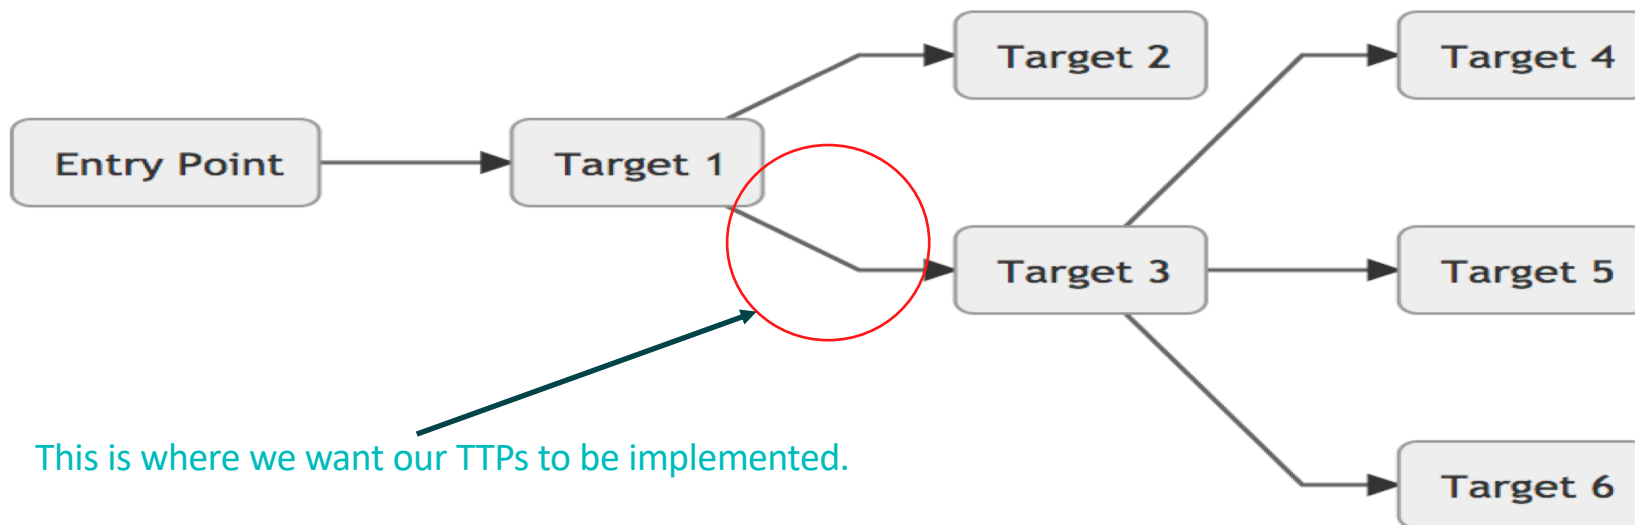 Target 2
Target 4
Entry Point
Target 1
Target 3
Target 5
This is where we want our TTPs to be implemented.
Target 6